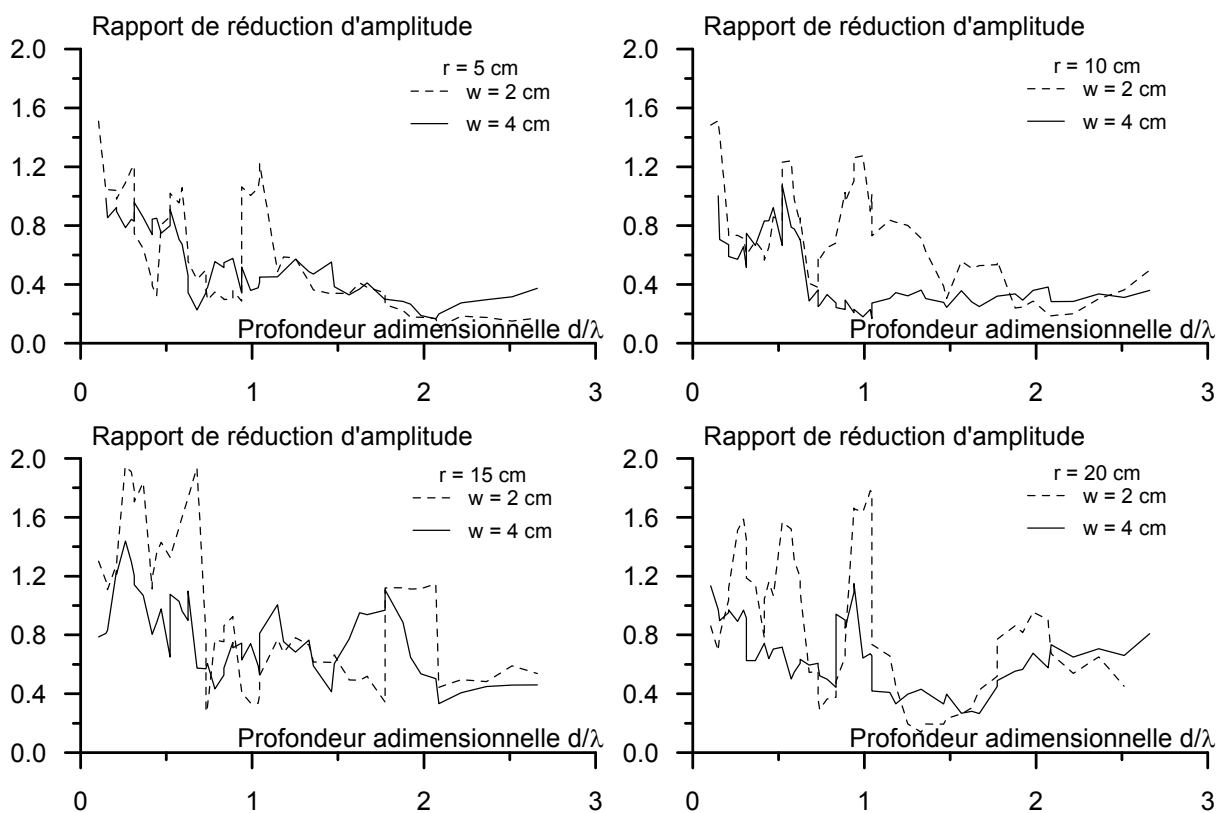 Rapport de réduction d'amplitude
2.0
1.6
1.2
0.8
0.4
0.0
r = 5 cm
w = 2 cm
w = 4 cm
Profondeur adimensionnelle d/λ
0 1 2 3
Rapport de réduction d'amplitude
2.0
1.6
1.2
0.8
0.4
0.0
r = 10 cm
w = 2 cm
w = 4 cm
Profondeur adimensionnelle d/λ
0 1 2 3
Rapport de réduction d'amplitude
2.0
1.6
1.2
0.8
0.4
0.0
r = 15 cm
w = 2 cm
w = 4 cm
Profondeur adimensionnelle d/λ
0 1 2 3
Rapport de réduction d'amplitude
2.0
1.6
1.2
0.8
0.4
0.0
r = 20 cm
w = 2 cm
w = 4 cm
Profondeur adimensionnelle d/λ
0 1 2 3